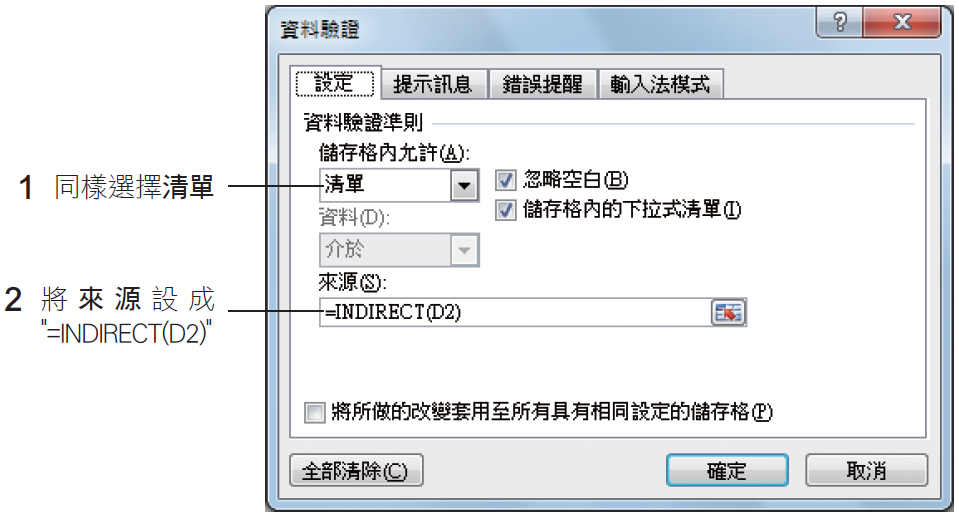 資料驗證
設定 提示訊息 錯誤提醒 輸入法模式
資料驗證準則
儲存格內允許(A):
1 同樣選擇清單
清單
忽略空白(B)
資料(D):
儲存格內的下拉式清單(I)
介於
來源(S):
2 將來源設成
"=INDIRECT(D2)"
=INDIRECT(D2)
將所做的改變套用至所有具有相同設定的儲存格(P)
全部清除(C) 確定 取消